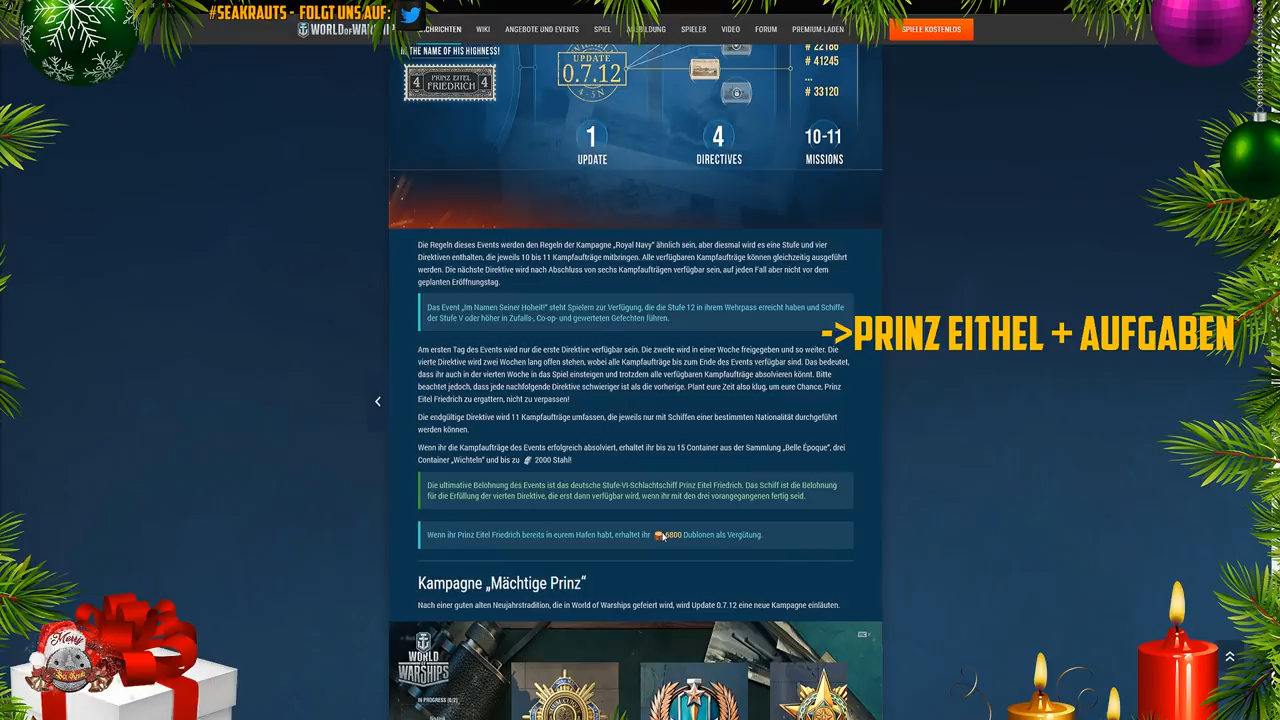 #SEAKRAUTS - FOLGT UNS AUF:
WIKI
ANGEBOTE UND EVENTS
SPIEL
SPIELER
VIDEO
FORUM
PREMIUM-LADEN
SPIELE KOSTENLOS
IN THE NAME OF HIS HIGHNESS!
4 PRINZ EITEL FRIEDRICH 4
UPDATE
0.7.12
# 22186
# 41245
...
# 33120
1
UPDATE
4
DIRECTIVES
10-11
MISSIONS
Die Regeln dieses Events werden den Regeln der Kampagne „Royal Navy“ ähnlich sein, aber diesmal wird es eine Stufe und vier
Direktiven enthalten, die jeweils 10 bis 11 Kampfaufträge mitbringen. Alle verfügbaren Kampfaufträge können gleichzeitig ausgeführt
werden. Die nächste Direktive wird nach Abschluss von sechs Kampfaufträgen verfügbar sein, auf jeden Fall aber nicht vor dem
geplanten Eröffnungstag.
Das Event „Im Namen Seiner Hoheit!“ steht Spielern zur Verfügung, die die Stufe 12 in ihrem Wehrpass erreicht haben und Schiffe
der Stufe V oder höher in Zufalls-, Co-op- und gewerteten Gefechten führen.
->PRINZ EITHEL + AUFGABEN
Am ersten Tag des Events wird nur die erste Direktive verfügbar sein. Die zweite wird in einer Woche freigegeben und so weiter. Die
vierte Direktive wird zwei Wochen lang offen stehen, wobei alle Kampfaufträge bis zum Ende des Events verfügbar sind. Das bedeutet,
dass ihr auch in der vierten Woche in das Spiel einsteigen und trotzdem alle verfügbaren Kampfaufträge absolvieren könnt. Bitte
beachtet jedoch, dass jede nachfolgende Direktive schwieriger ist als die vorherige. Plant eure Zeit also klug, um eure Chance, Prinz
Eitel Friedrich zu ergattern, nicht zu verpassen!
Die endgültige Direktive wird 11 Kampfaufträge umfassen, die jeweils nur mit Schiffen einer bestimmten Nationalität durchgeführt
werden können.
Wenn ihr die Kampfaufträge des Events erfolgreich absolviert, erhaltet ihr bis zu 15 Container aus der Sammlung „Belle Époque“, drei
Container „Wichteln“ und bis zu 2000 Stahl!
Die ultimative Belohnung des Events ist das deutsche Stufe-VI-Schlachtschiff Prinz Eitel Friedrich. Das Schiff ist die Belohnung
für die Erfüllung der vierten Direktive, die erst dann verfügbar wird, wenn ihr mit den drei vorangegangenen fertig seid.
Wenn ihr Prinz Eitel Friedrich bereits in eurem Hafen habt, erhaltet ihr 6800 Dublonen als Vergütung.
Kampagne „Mächtige Prinz“
Nach einer guten alten Neujahrstradition, die in World of Warships gefeiert wird, wird Update 0.7.12 eine neue Kampagne einläuten.
WORLD
OF
WARSHIPS
IN PROGRESS (0/2)
Merry